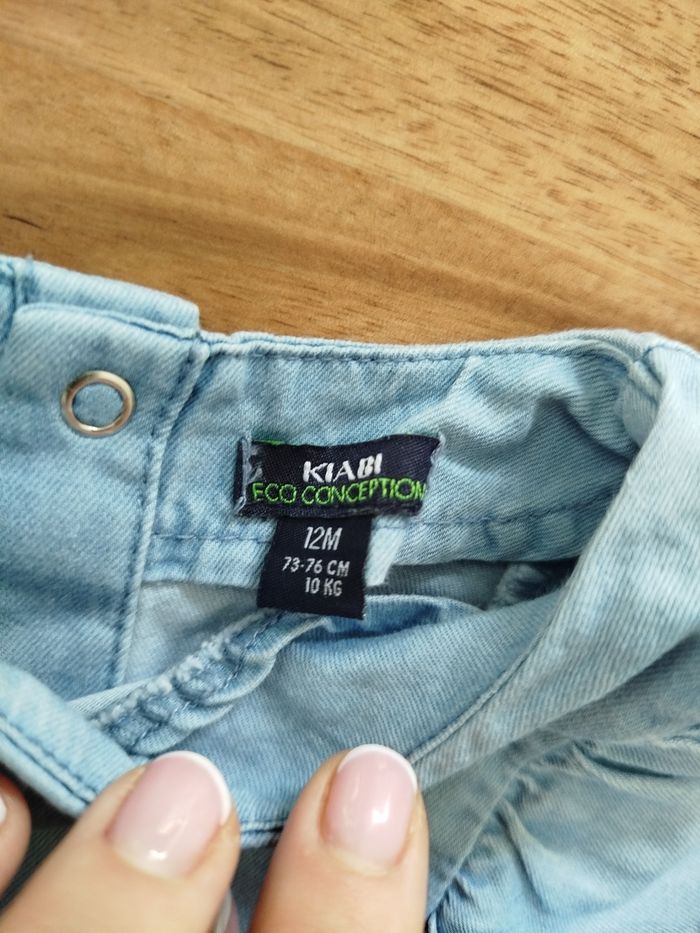 KIABI
ECO CONCEPTION
12M
73-76 CM
10 KG